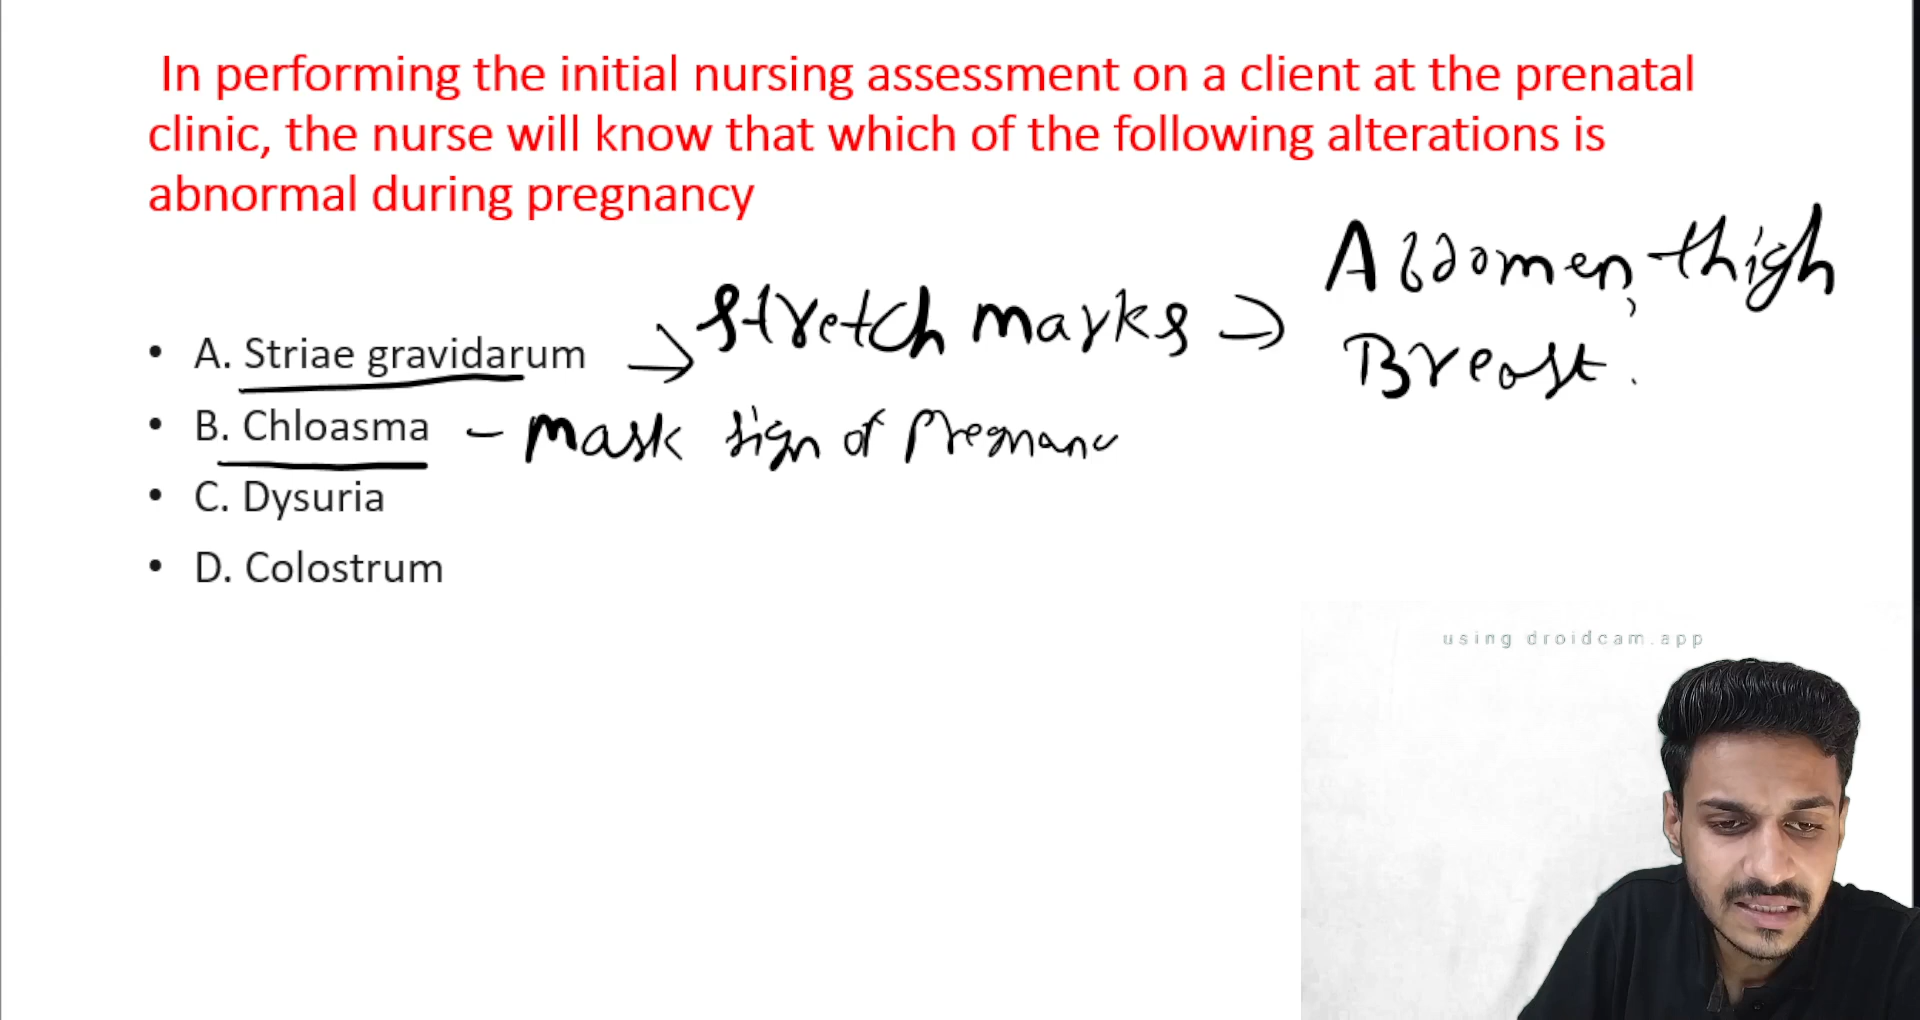 In performing the initial nursing assessment on a client at the prenatal
clinic, the nurse will know that which of the following alterations is
abnormal during pregnancy
• A. Striae gravidarum → Stretch marks → Abdomen, thigh
Breast.
• B. Chloasma – Mask sign of Pregnanc
• C. Dysuria
• D. Colostrum
using droidcam.app